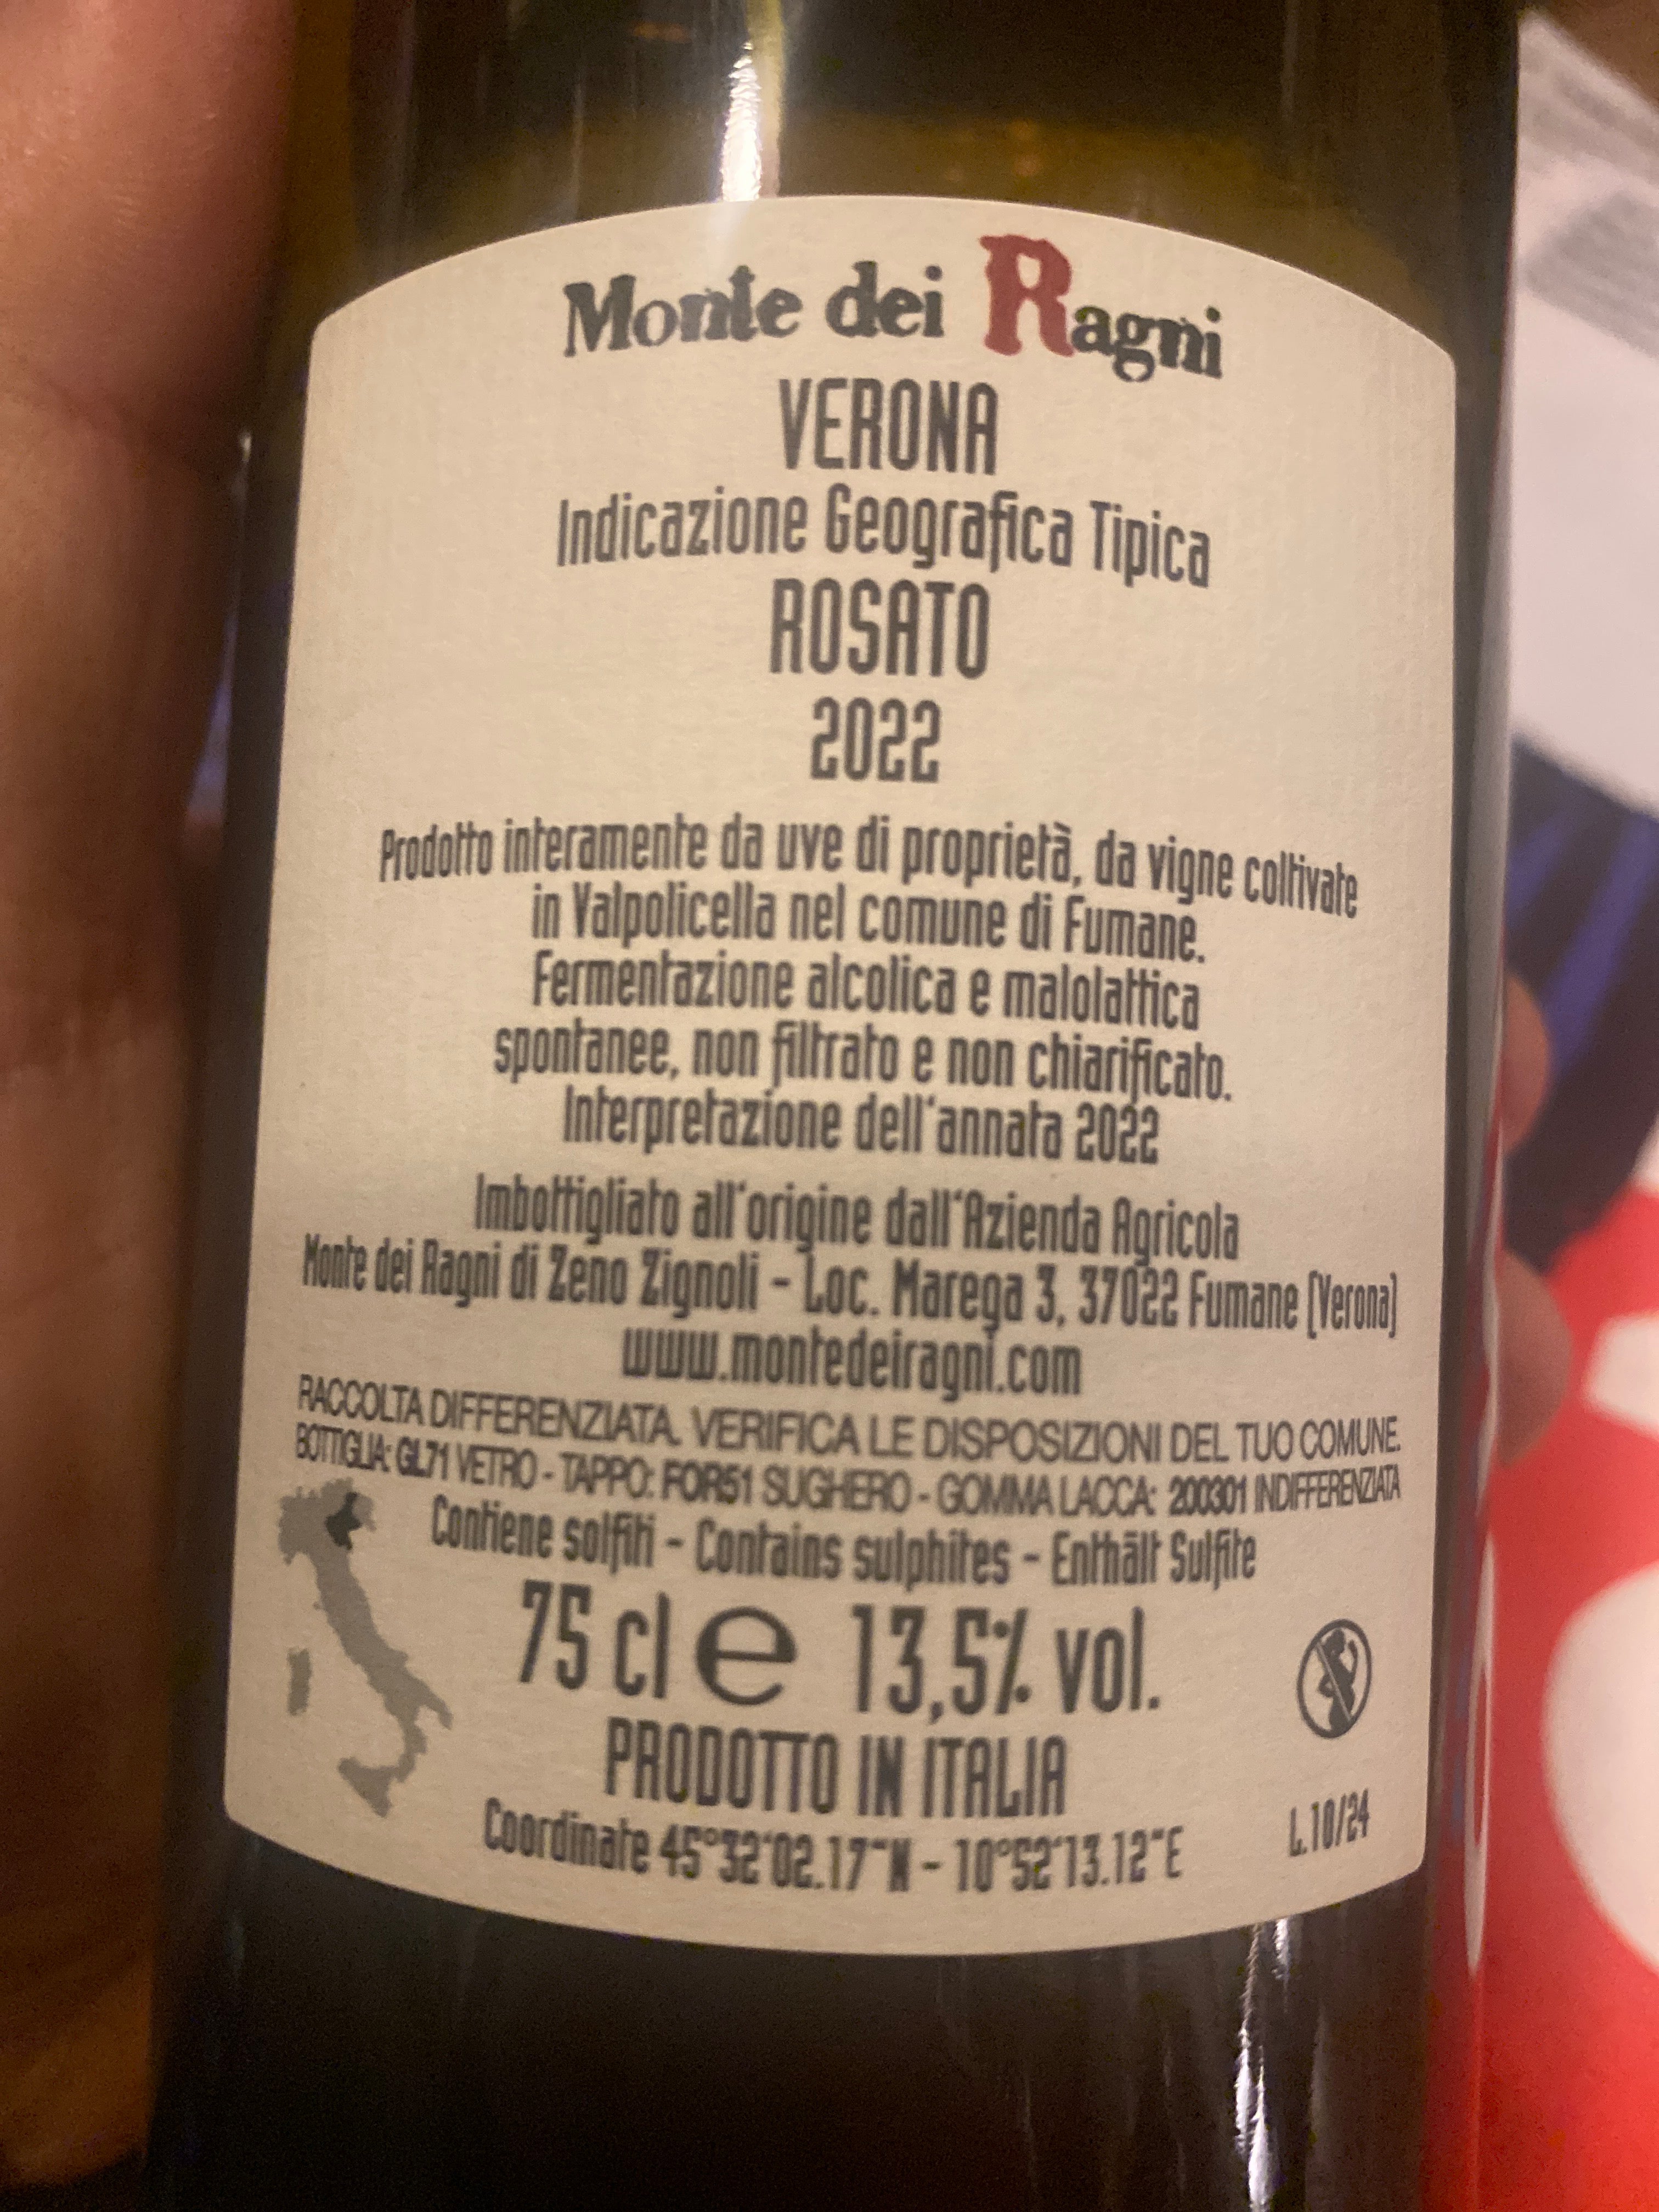 Monte dei Ragni
VERONA
Indicazione Geografica Tipica
ROSATO
2022
Prodotto interamente da uve di proprietà, da vigne coltivate
in Valpolicella nel comune di Fumane.
Fermentazione alcolica e malolattica
spontanee, non filtrato e non chiarificato.
Interpretazione dell'annata 2022
Imbottigliato all'origine dall'Azienda Agricola
Monte dei Ragni di Zeno Zignoli - Loc. Marega 3, 37022 Fumane (Verona)
www.montedeiragni.com
RACCOLTA DIFFERENZIATA. VERIFICA LE DISPOSIZIONI DEL TUO COMUNE.
BOTTIGLIA: GL71 VETRO - TAPPO: FOR51 SUGHERO - GOMMA LACCA: 200301 INDIFFERENZIATA
Contiene solfiti - Contains sulphites - Enthält Sulfite
75 cl e 13,5% vol.
PRODOTTO IN ITALIA
Coordinate 45°32'02.17"N - 10°52'13.12"E
L.10/24